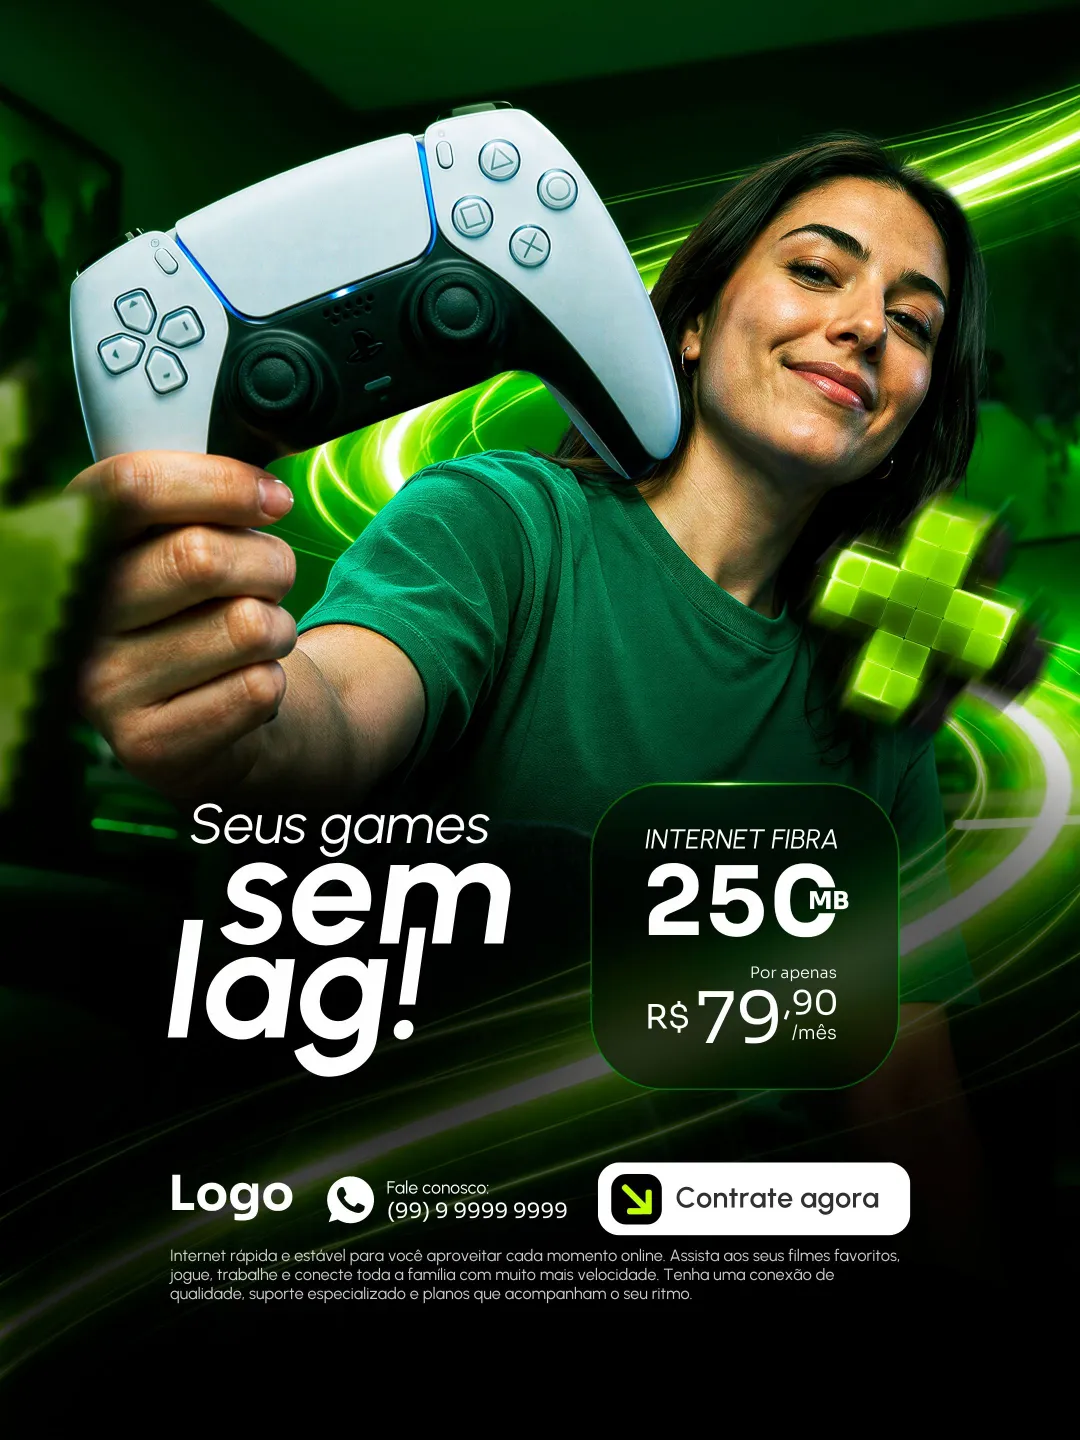 Seus games
sem
lag!
INTERNET FIBRA
250 MB
Por apenas
R$ 79,90
/mês
Logo
Fale conosco:
(99) 9 9999 9999
Contrate agora
Internet rápida e estável para você aproveitar cada momento online. Assista aos seus filmes favoritos,
jogue, trabalhe e conecte toda a família com muito mais velocidade. Tenha uma conexão de
qualidade, suporte especializado e planos que acompanham o seu ritmo.